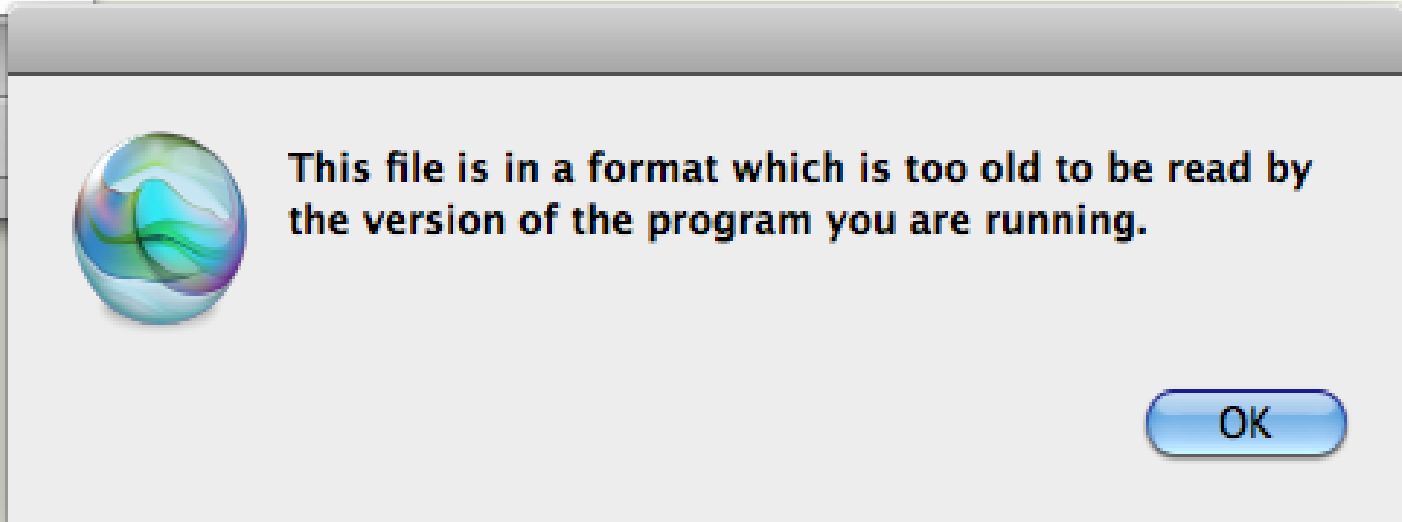 This file is in a format which is too old to be read by
the version of the program you are running.
OK